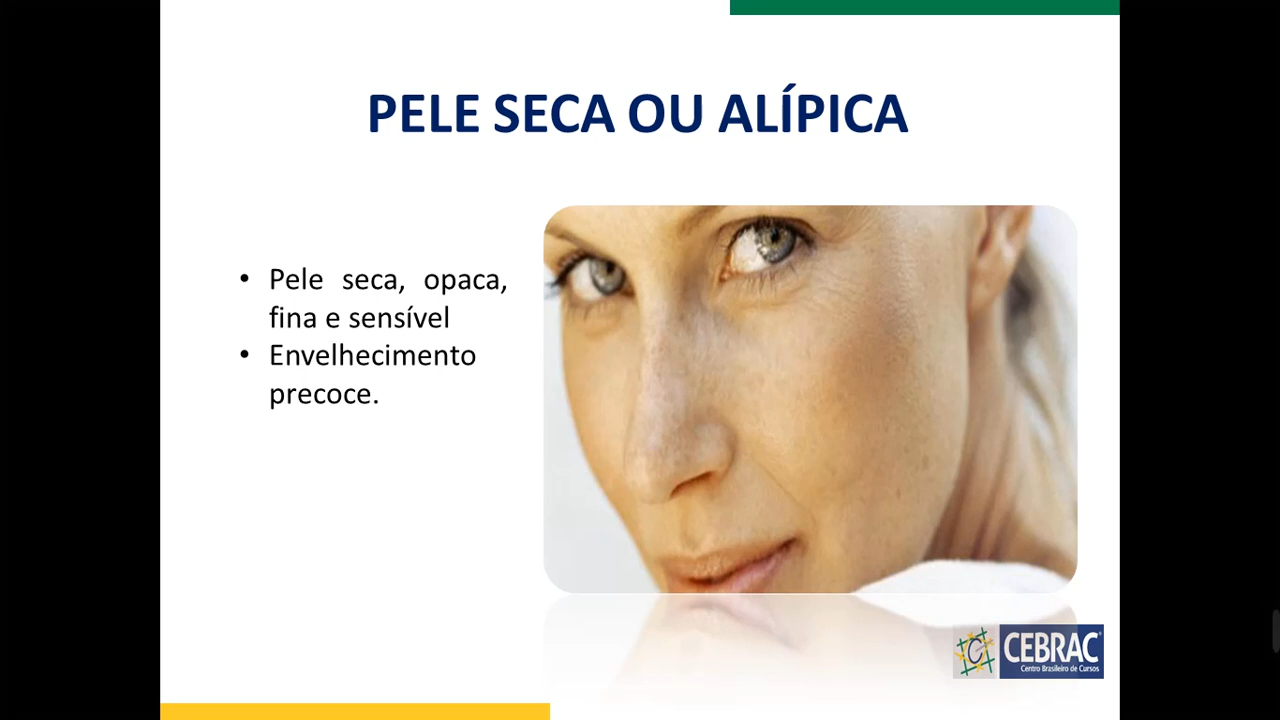 PELE SECA OU ALÍPICA
• Pele seca, opaca,
fina e sensível
• Envelhecimento
precoce.
CEBRAC
Centro Brasileiro de Cursos